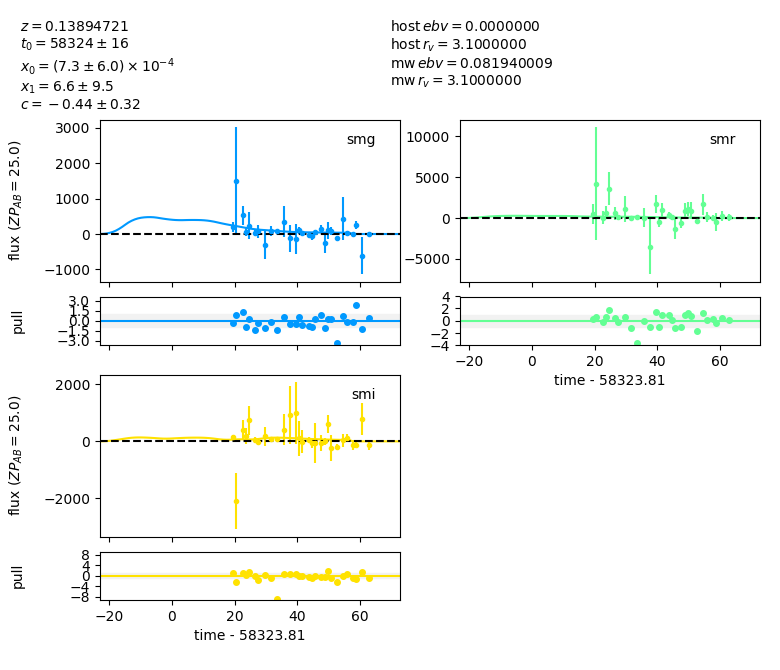 z = 0.13894721
t₀ = 58324 ± 16
x₀ = (7.3 ± 6.0) × 10⁻⁴
x₁ = 6.6 ± 9.5
c = −0.44 ± 0.32
host ebv = 0.0000000
host r_v = 3.1000000
mw ebv = 0.081940009
mw r_v = 3.1000000
flux (ZP_AB = 25.0)
3000
2000
1000
0
−1000
smg
10000
5000
0
−5000
smr
pull
3.0
1.5
0.0
−1.5
−3.0
4
2
0
−2
−4
−20 0 20 40 60
time - 58323.81
flux (ZP_AB = 25.0)
2000
0
−2000
smi
pull
8
4
0
−4
−8
−20 0 20 40 60
time - 58323.81